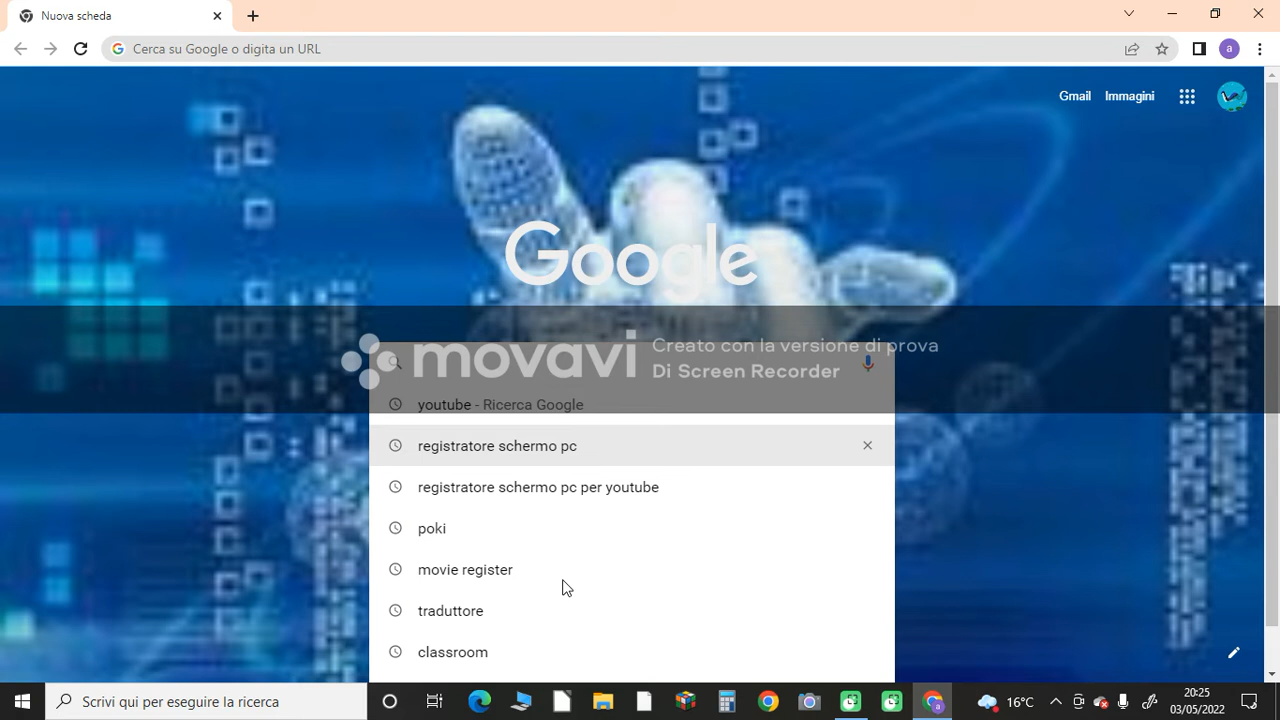 Nuova scheda
Cerca su Google o digita un URL
a
Gmail Immagini
Google
movavi
Creato con la versione di prova
Di Screen Recorder
youtube - Ricerca Google
registratore schermo pc
registratore schermo pc per youtube
poki
movie register
traduttore
classroom
Scrivi qui per eseguire la ricerca
16°C
20:25
03/05/2022